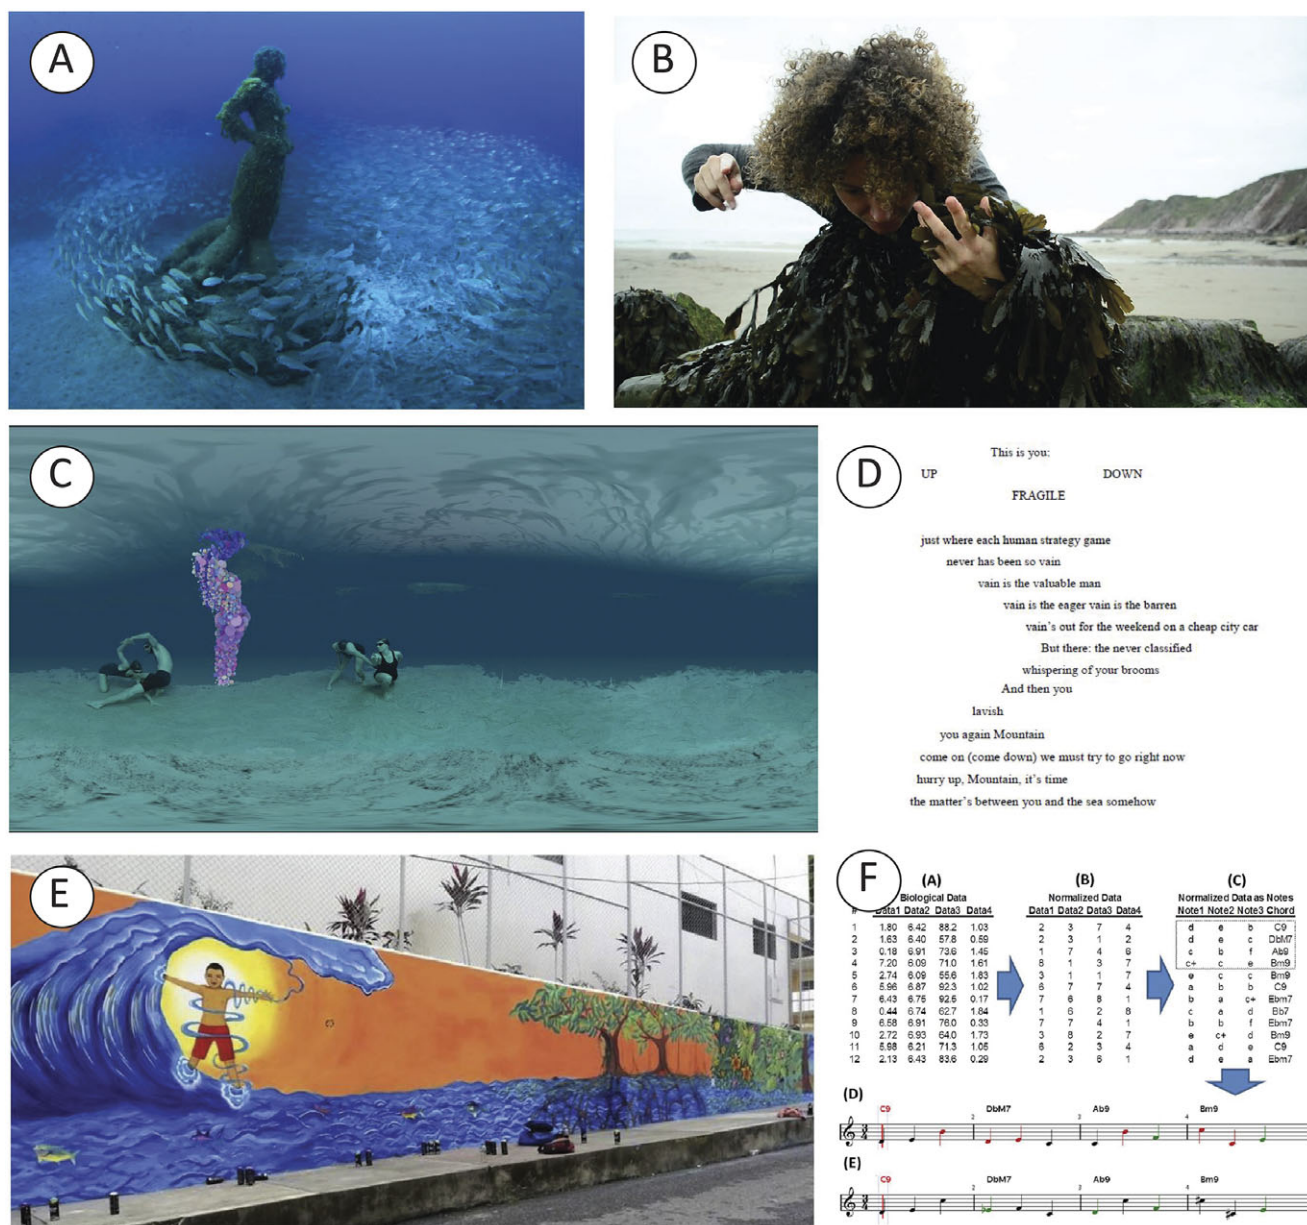 A
B
C
D
This is you:
UP DOWN
FRAGILE
just where each human strategy game
never has been so vain
vain is the valuable man
vain is the eager vain is the barren
vain's out for the weekend on a cheap city car
But there: the never classified
whispering of your brooms
And then you
lavish
you again Mountain
come on (come down) we must try to go right now
hurry up, Mountain, it's time
the matter's between you and the sea somehow
E
F
(A) (B) (C)
Biological Data Normalized Data Normalized Data as Notes
# Data1 Data2 Data3 Data4 Data1 Data2 Data3 Data4 Note1 Note2 Note3 Chord
1 1.80 6.42 88.2 1.03 2 3 7 4 d e b C9
2 1.63 6.40 57.8 0.59 2 3 1 2 d e c DbM7
3 0.18 6.91 73.6 1.45 1 7 4 6 c b f Ab9
4 7.20 6.09 71.0 1.61 8 1 3 7 c+ c e Bm9
5 2.74 6.09 55.6 1.83 3 1 1 7 e c c Bm9
6 5.96 6.87 92.3 1.02 6 7 7 4 a b b C9
7 6.43 6.75 92.5 0.17 7 6 8 1 b a c+ Ebm7
8 0.44 6.74 62.7 1.84 1 6 2 8 c a d Bb7
9 6.58 6.91 76.0 0.33 7 7 4 1 b b f Ebm7
10 2.72 6.93 64.0 1.73 3 8 2 7 e c+ d Bm9
11 5.98 6.21 71.3 1.05 6 2 3 4 a d e C9
12 2.13 6.43 83.6 0.29 2 3 6 1 d e a Ebm7
(D)
C9 DbM7 Ab9 Bm9
2 3 4
3
4
(E)
C9 DbM7 Ab9 Bm9
2 3 4
3
4